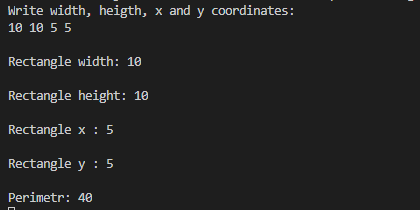 Write width, heigth, x and y coordinates:
10 10 5 5
Rectangle width: 10
Rectangle height: 10
Rectangle x : 5
Rectangle y : 5
Perimetr: 40